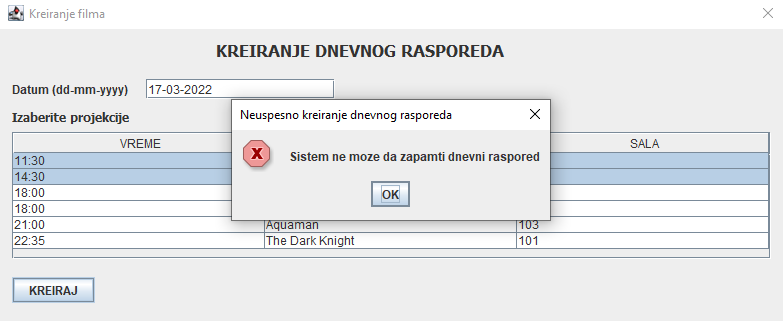 Kreiranje filma
KREIRANJE DNEVNOG RASPOREDA
Datum (dd-mm-yyyy) 17-03-2022
Izaberite projekcije
VREME SALA
11:30
14:30
18:00
18:00
21:00 Aquaman 103
22:35 The Dark Knight 101
KREIRAJ
Neuspesno kreiranje dnevnog rasporeda
Sistem ne moze da zapamti dnevni raspored
OK